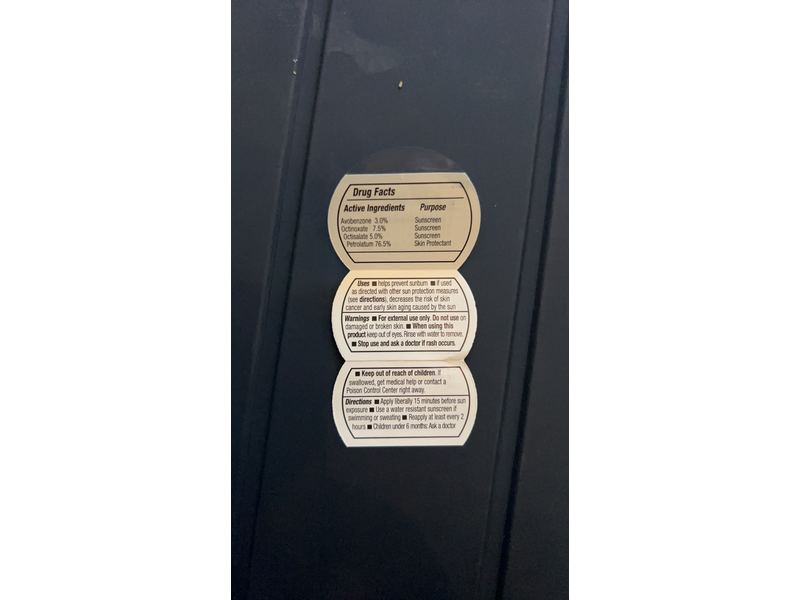 Drug Facts
Active Ingredients Purpose
Avobenzone 3.0% Sunscreen
Octinoxate 7.5% Sunscreen
Octisalate 5.0% Sunscreen
Petrolatum 76.5% Skin Protectant
Uses ■ helps prevent sunburn ■ if used
as directed with other sun protection measures
(see directions), decreases the risk of skin
cancer and early skin aging caused by the sun
Warnings ■ For external use only. Do not use on
damaged or broken skin. ■ When using this
product keep out of eyes. Rinse with water to remove.
■ Stop use and ask a doctor if rash occurs.
■ Keep out of reach of children. If
swallowed, get medical help or contact a
Poison Control Center right away.
Directions ■ Apply liberally 15 minutes before sun
exposure ■ Use a water resistant sunscreen if
swimming or sweating ■ Reapply at least every 2
hours ■ Children under 6 months: Ask a doctor